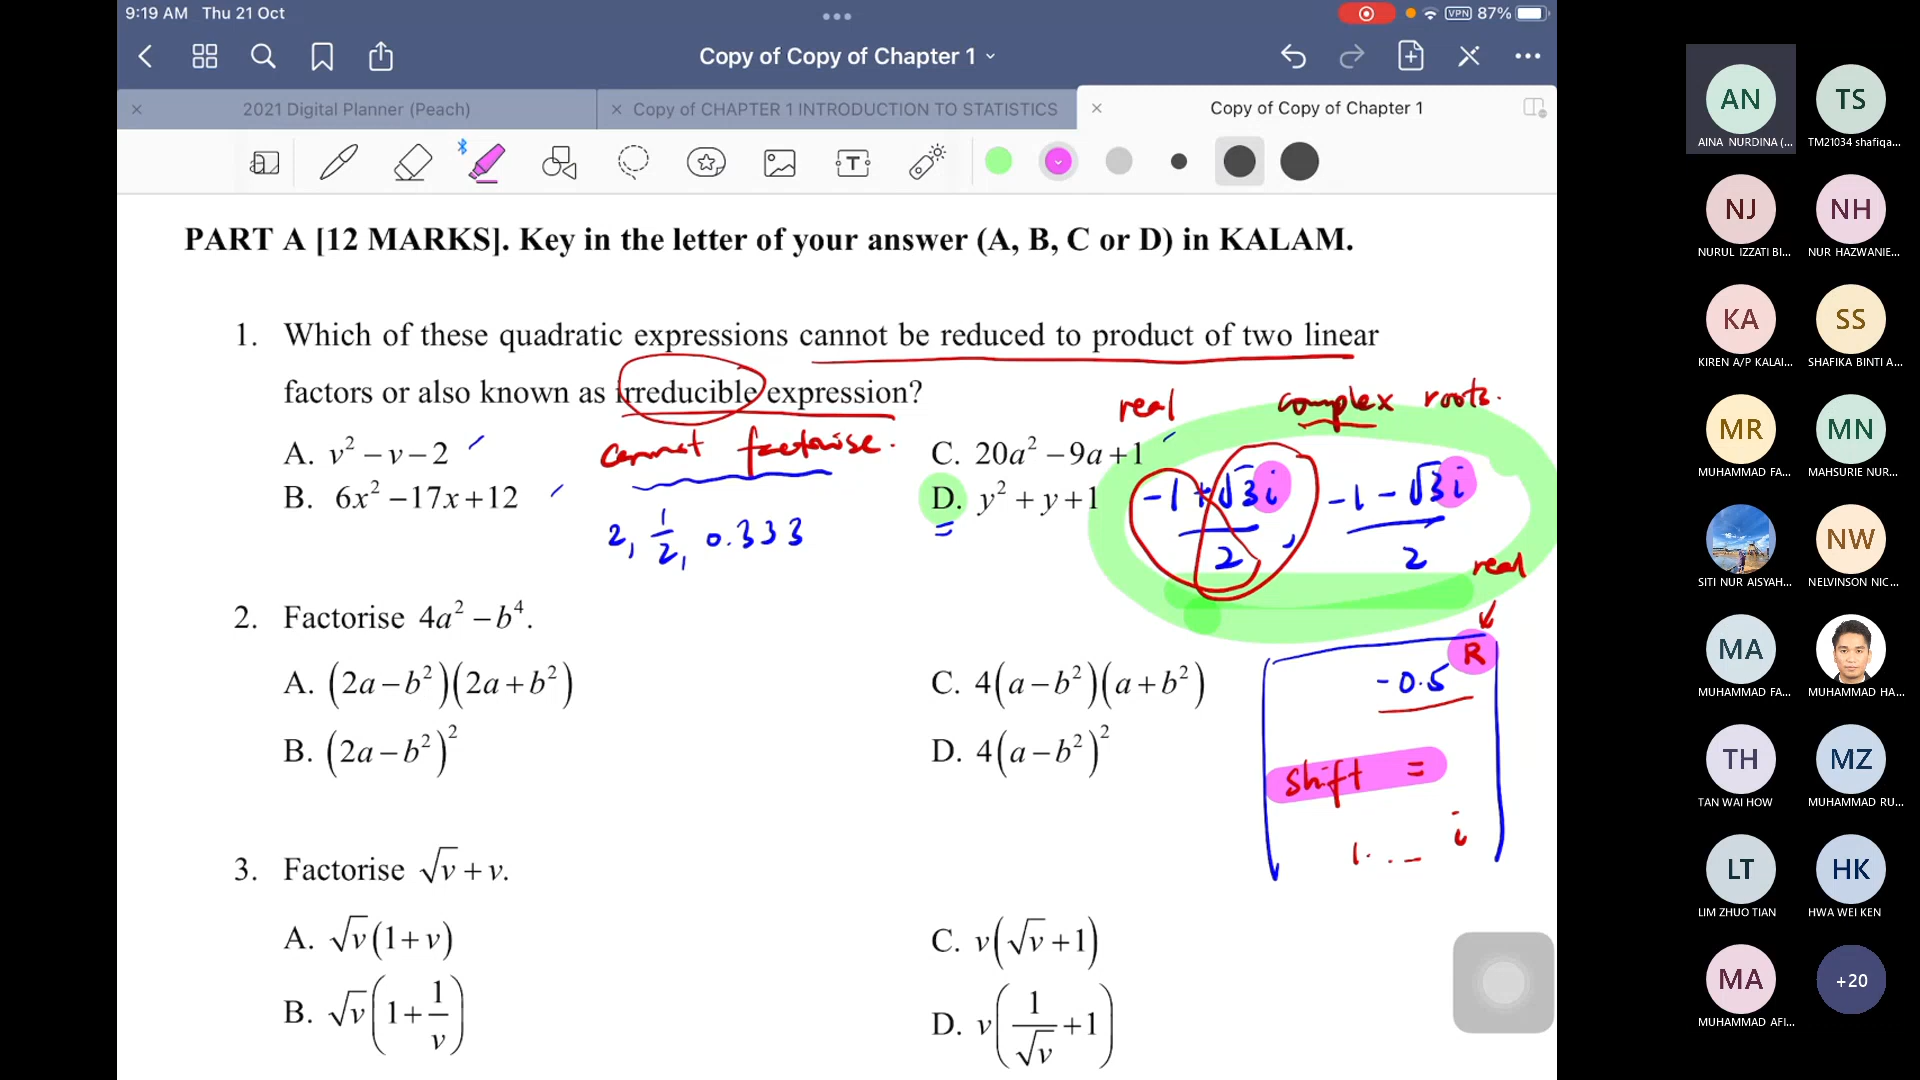 9:19 AM Thu 21 Oct
VPN 87%
Copy of Copy of Chapter 1
2021 Digital Planner (Peach)
Copy of CHAPTER 1 INTRODUCTION TO STATISTICS
Copy of Copy of Chapter 1
PART A [12 MARKS]. Key in the letter of your answer (A, B, C or D) in KALAM.
1. Which of these quadratic expressions cannot be reduced to product of two linear
factors or also known as irreducible expression?
real complex roots.
cannot factorise.
A. v² − v − 2
C. 20a² − 9a + 1
B. 6x² − 17x + 12
D. y² + y + 1
(-1 + √3i)/2 , (-1 - √3i)/2
2, 1/2, 0.333
real
2. Factorise 4a² − b⁴.
R
A. (2a − b²)(2a + b²)
C. 4(a − b²)(a + b²)
-0.5
B. (2a − b²)²
D. 4(a − b²)²
shift =
i
3. Factorise √v + v.
A. √v(1 + v)
C. v(√v + 1)
B. √v(1 + 1/v)
D. v(1/√v + 1)
AN
AINA NURDINA (...
TS
TM21034 shafiqa...
NJ
NURUL IZZATI BI...
NH
NUR HAZWANIE...
KA
KIREN A/P KALAI...
SS
SHAFIKA BINTI A...
MR
MUHAMMAD FA...
MN
MAHSURIE NUR...
SITI NUR AISYAH...
NW
NELVINSON NIC...
MA
MUHAMMAD FA...
MUHAMMAD HA...
TH
TAN WAI HOW
MZ
MUHAMMAD RU...
LT
LIM ZHUO TIAN
HK
HWA WEI KEN
MA
MUHAMMAD AFI...
+20